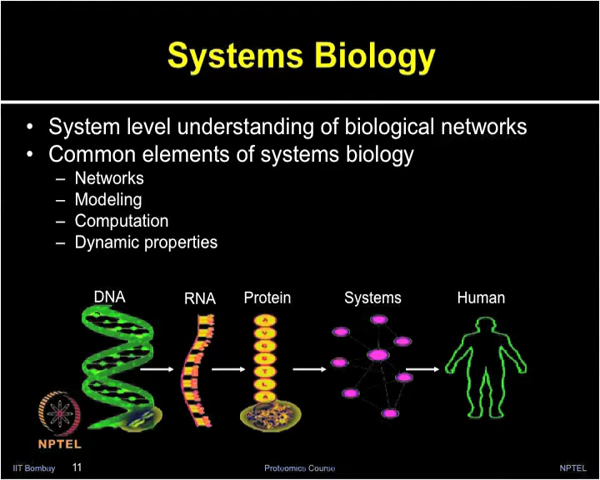 Systems Biology
• System level understanding of biological networks
• Common elements of systems biology
– Networks
– Modeling
– Computation
– Dynamic properties
DNA RNA Protein Systems Human
NPTEL
IIT Bombay 11 Proteomics Course NPTEL